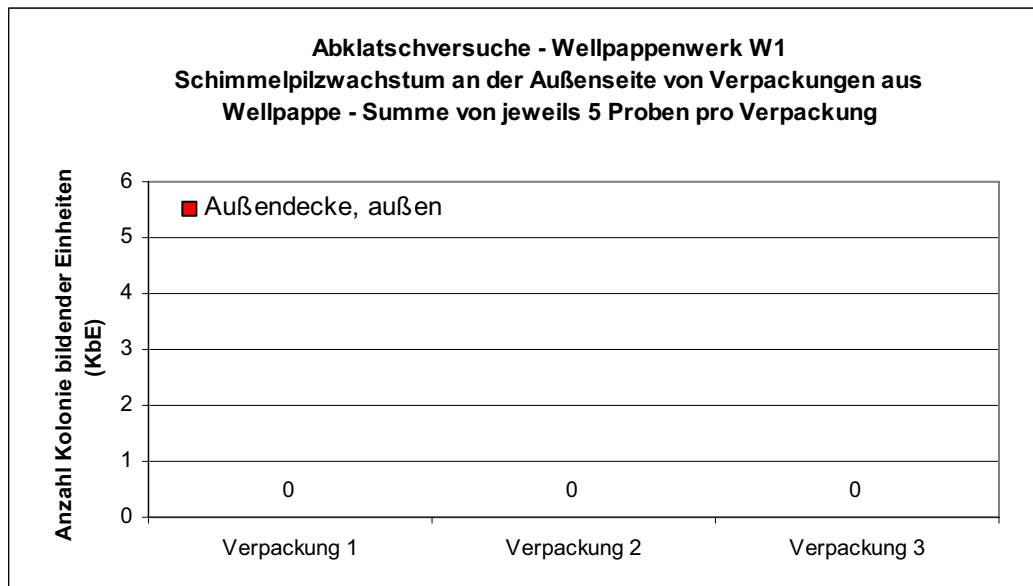 Abklatschversuche - Wellpappenwerk W1
Schimmelpilzwachstum an der Außenseite von Verpackungen aus
Wellpappe - Summe von jeweils 5 Proben pro Verpackung
Anzahl Kolonie bildender Einheiten
(KbE)
6
5
4
3
2
1
0
Außendecke, außen
0 0 0
Verpackung 1 Verpackung 2 Verpackung 3